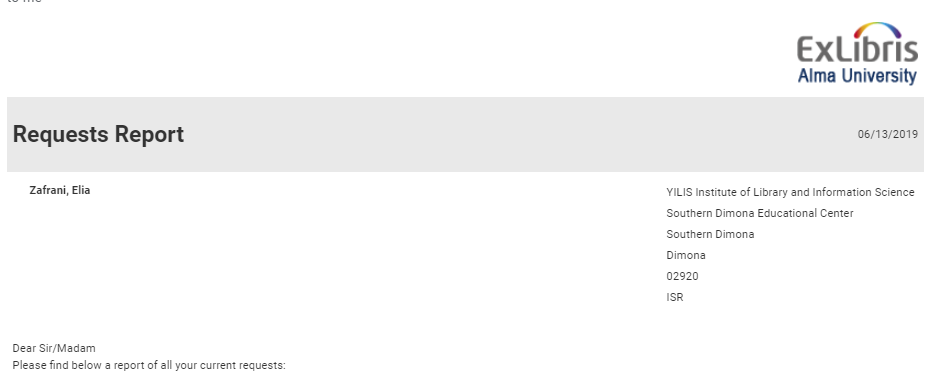 to me
ExLibris
Alma University
Requests Report
06/13/2019
Zafrani, Elia
YILIS Institute of Library and Information Science
Southern Dimona Educational Center
Southern Dimona
Dimona
02920
ISR
Dear Sir/Madam
Please find below a report of all your current requests: